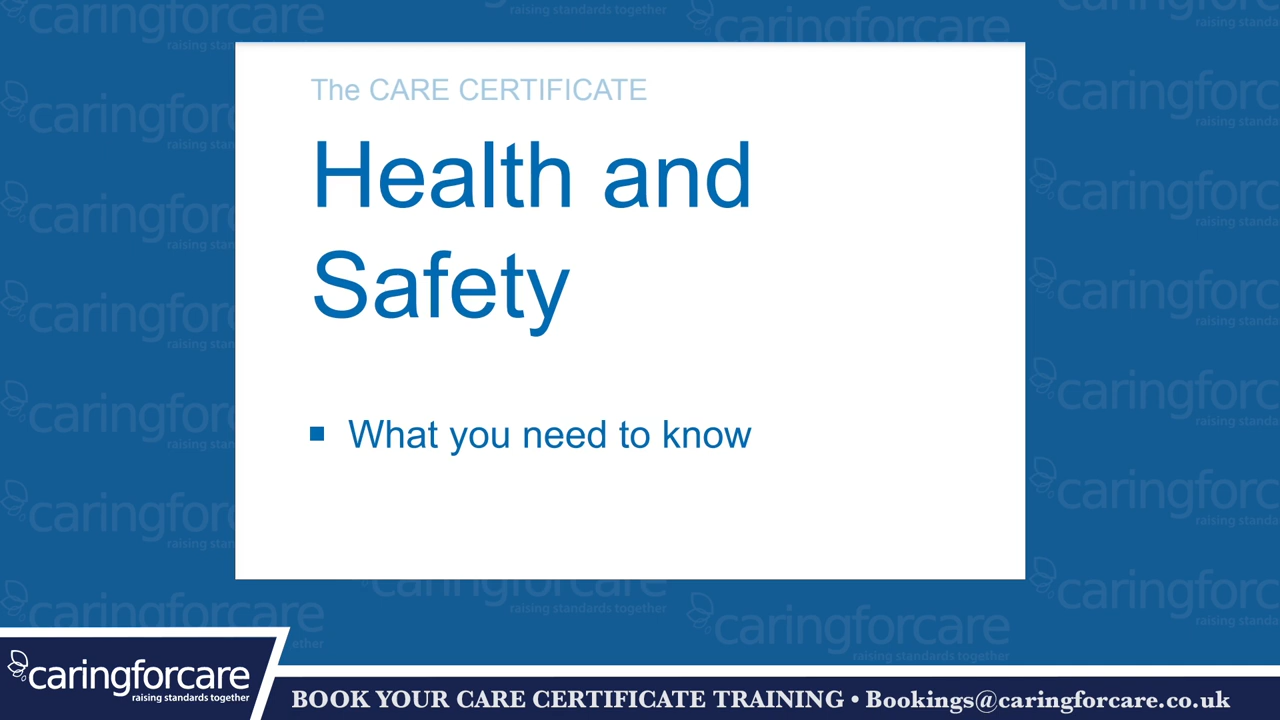 The CARE CERTIFICATE
Health and
Safety
What you need to know
caringforcare
raising standards together
BOOK YOUR CARE CERTIFICATE TRAINING • Bookings@caringforcare.co.uk